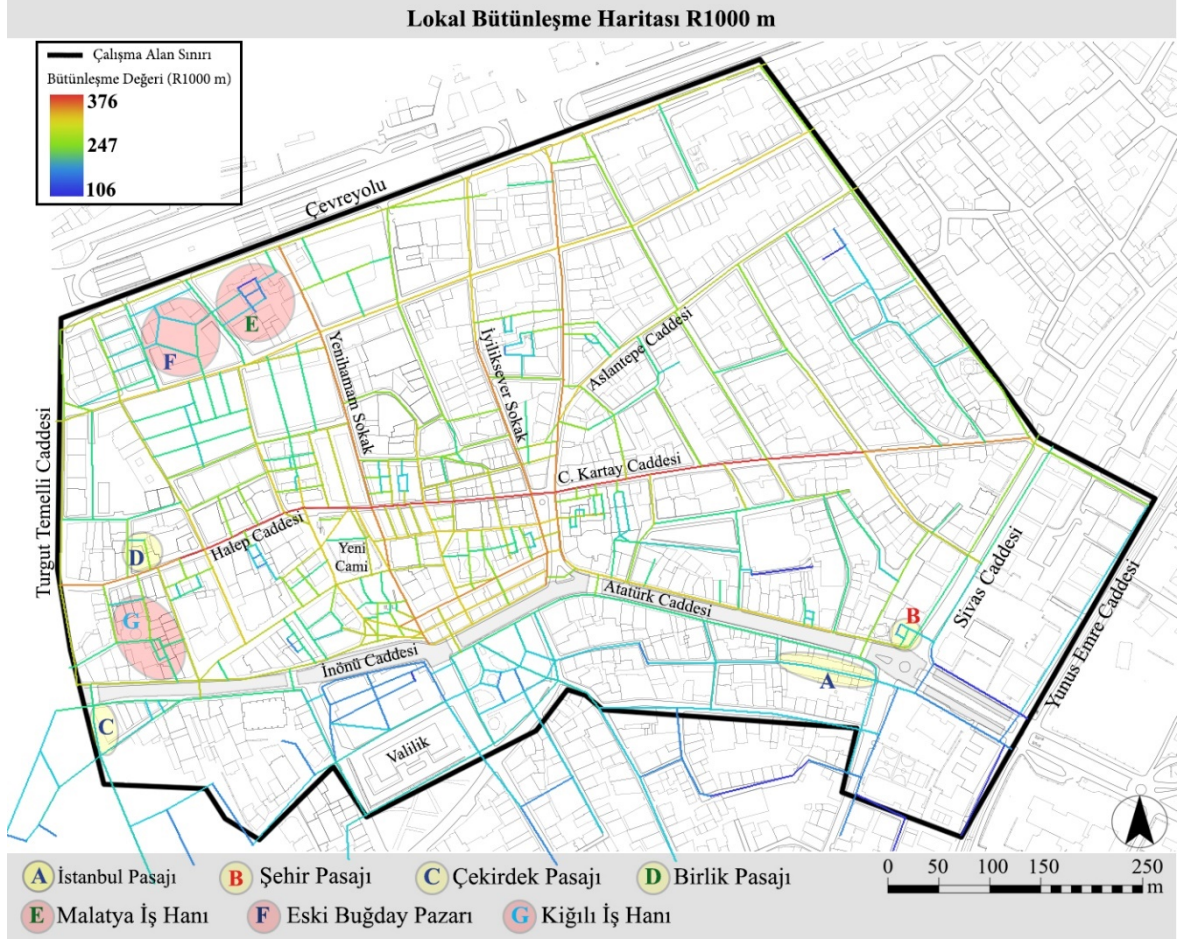 Lokal Bütünleşme Haritası R1000 m
Çalışma Alan Sınırı
Bütünleşme Değeri (R1000 m)
376
247
106
Çevreyolu
E
F
Yenihamam Sokak
İyiliksever Sokak
Aslantepe Caddesi
Turgut Temelli Caddesi
C. Kartay Caddesi
Halep Caddesi
D
Yeni
Cami
G
Atatürk Caddesi
B
Sivas Caddesi
Yunus Emre Caddesi
İnönü Caddesi
A
C
Valilik
A İstanbul Pasajı
B Şehir Pasajı
C Çekirdek Pasajı
D Birlik Pasajı
0 50 100 150 250
m
E Malatya İş Hanı
F Eski Buğday Pazarı
G Kiğılı İş Hanı